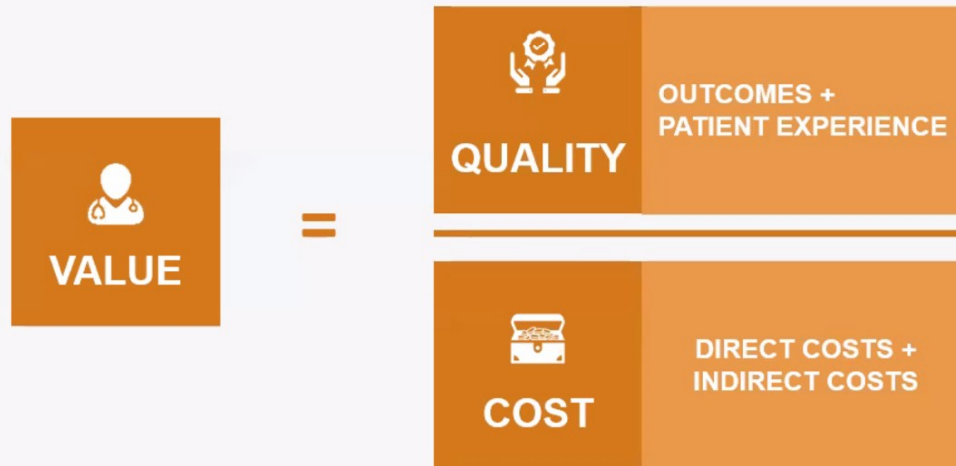 VALUE
=
QUALITY
OUTCOMES +
PATIENT EXPERIENCE
COST
DIRECT COSTS +
INDIRECT COSTS